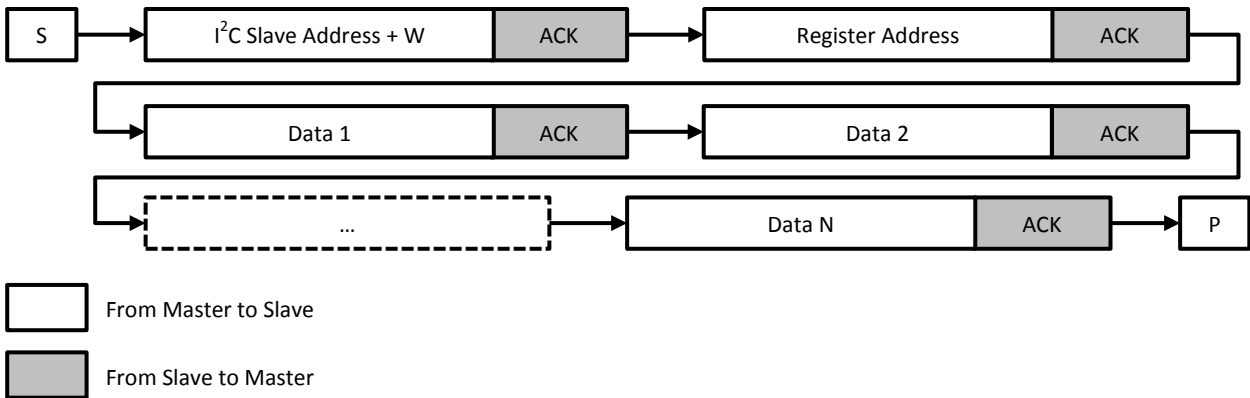 S I²C Slave Address + W ACK Register Address ACK
Data 1 ACK Data 2 ACK
... Data N ACK P
From Master to Slave
From Slave to Master